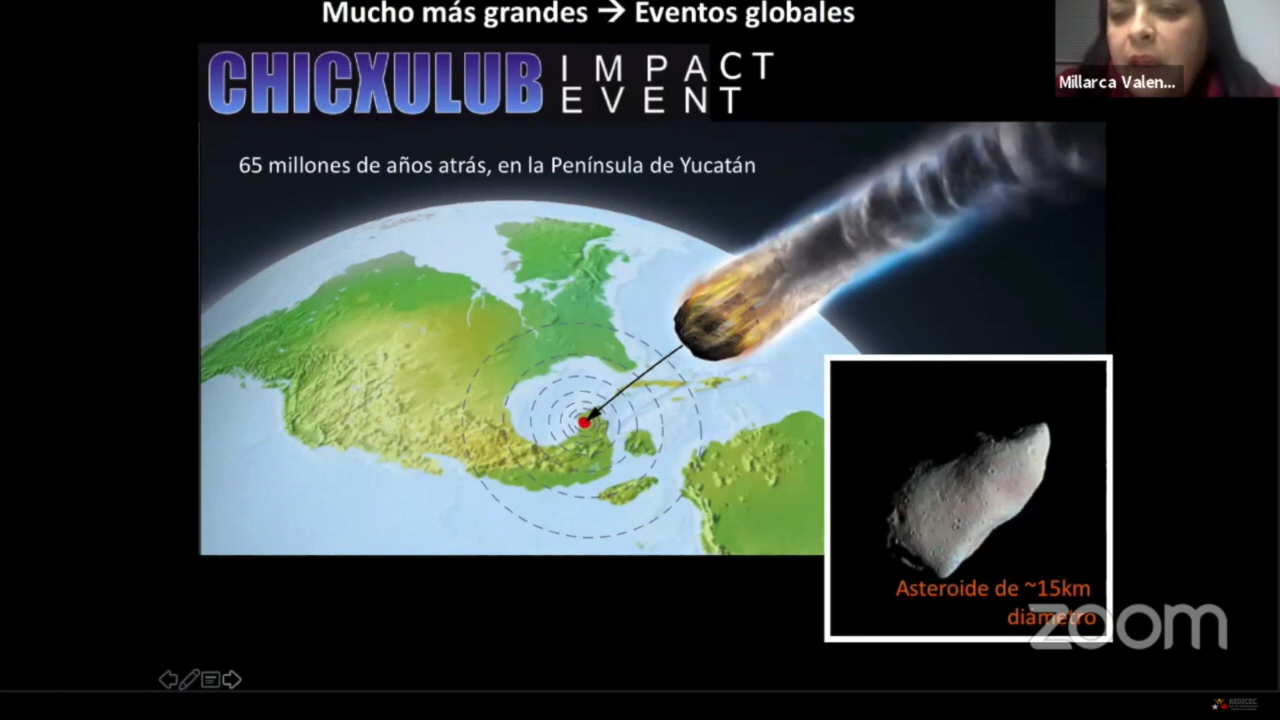 Mucho más grandes → Eventos globales
CHICXULUB IMPACT
EVENT
Millarca Valen...
65 millones de años atrás, en la Península de Yucatán
Asteroide de ~15km
diámetro
zoom
REDICEC